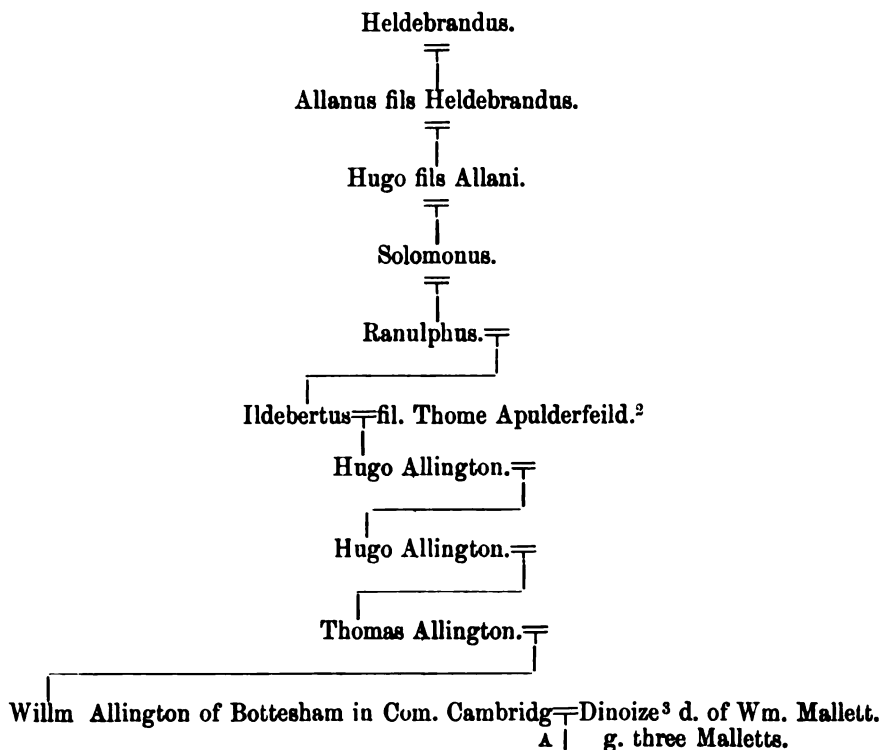 Heldebrandus.
Allanus fils Heldebrandus.
Hugo fils Allani.
Solomonus.
Ranulphus.
Ildebertus fil. Thome Apulderfeild.²
Hugo Allington.
Hugo Allington.
Thomas Allington.
Willm Allington of Bottesham in Com. Cambridg Dinoize³ d. of Wm. Mallett.
A g. three Malletts.